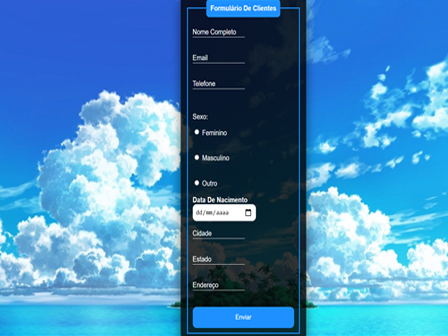 Formulário De Clientes
Nome Completo
Email
Telefone
Sexo:
Feminino
Masculino
Outro
Data De Nacimento
dd/mm/aaaa
Cidade
Estado
Endereço
Enviar